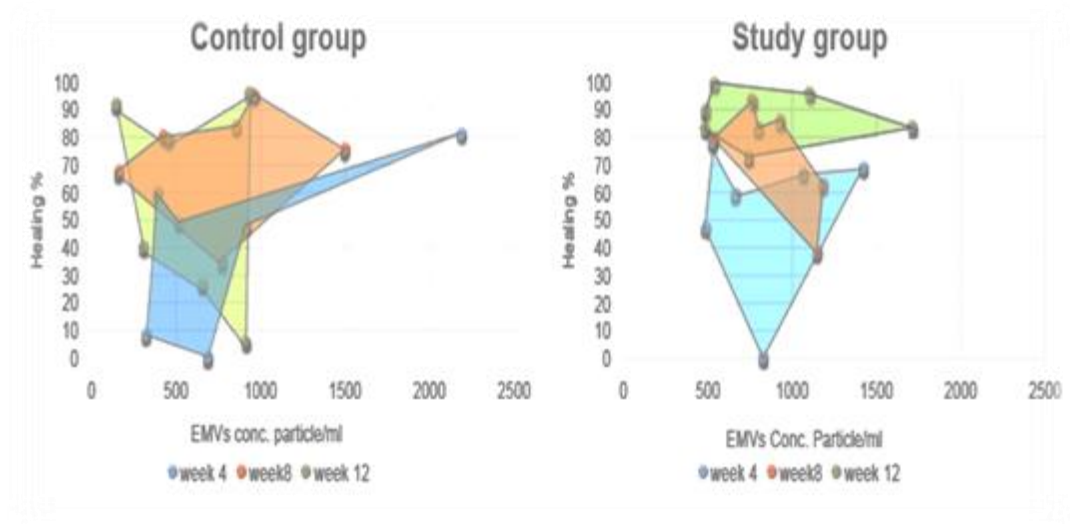 Control group
100
90
80
70
60
50
40
30
20
10
0
Healing %
0 500 1000 1500 2000 2500
EMVs conc. particle/ml
week 4 week8 week 12
Study group
100
90
80
70
60
50
40
30
20
10
0
Healing %
0 500 1000 1500 2000 2500
EMVs Conc. Particle/ml
week 4 week8 week 12